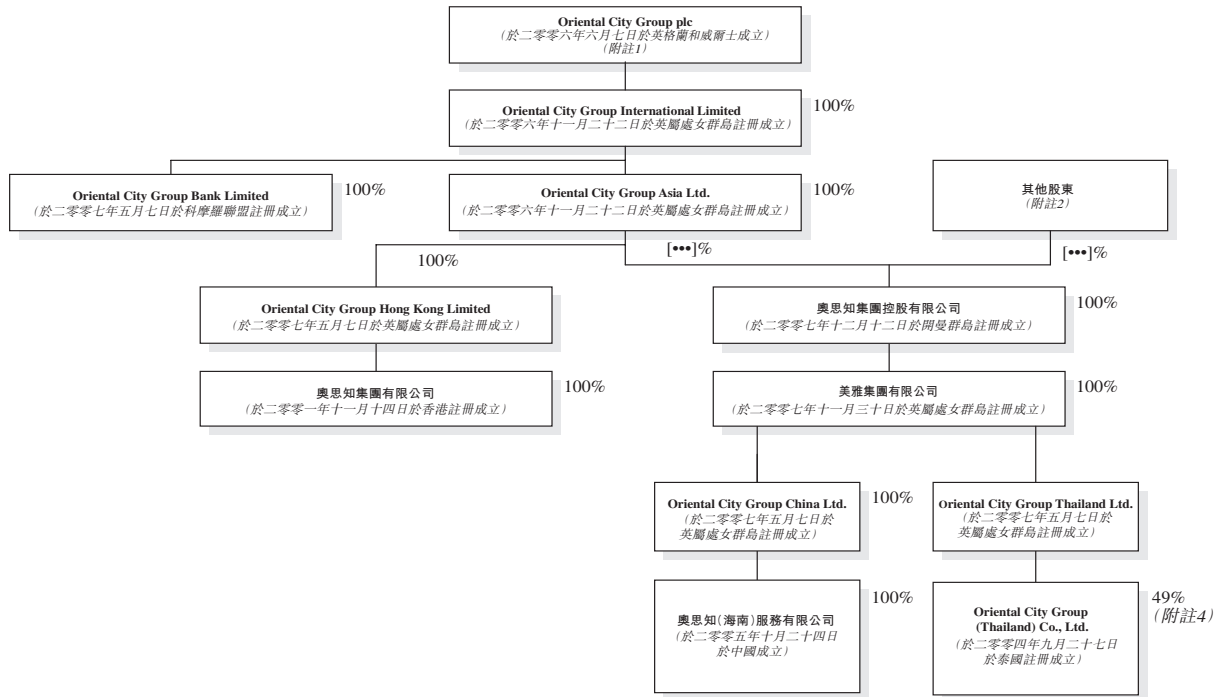 Oriental City Group plc
(於二零零六年六月七日於英格蘭和威爾士成立)
(附註1)
Oriental City Group International Limited
(於二零零六年十一月二十二日於英屬處女群島註冊成立)
100%
Oriental City Group Bank Limited
(於二零零七年五月七日於科摩羅聯盟註冊成立)
100%
Oriental City Group Asia Ltd.
(於二零零六年十一月二十二日於英屬處女群島註冊成立)
100%
其他股東
(附註2)
100%
[•••]%
[•••]%
Oriental City Group Hong Kong Limited
(於二零零七年五月七日於英屬處女群島註冊成立)
奧思知集團控股有限公司
(於二零零七年十二月十二日於開曼群島註冊成立)
100%
奧思知集團有限公司
(於二零零一年十一月十四日於香港註冊成立)
100%
美雅集團有限公司
(於二零零七年十一月三十日於英屬處女群島註冊成立)
100%
Oriental City Group China Ltd.
(於二零零七年五月七日於
英屬處女群島註冊成立)
100%
Oriental City Group Thailand Ltd.
(於二零零七年五月七日於
英屬處女群島註冊成立)
奧思知(海南)服務有限公司
(於二零零五年十月二十四日
於中國成立)
100%
Oriental City Group
(Thailand) Co., Ltd.
(於二零零四年九月二十七日
於泰國註冊成立)
49%
(附註4)